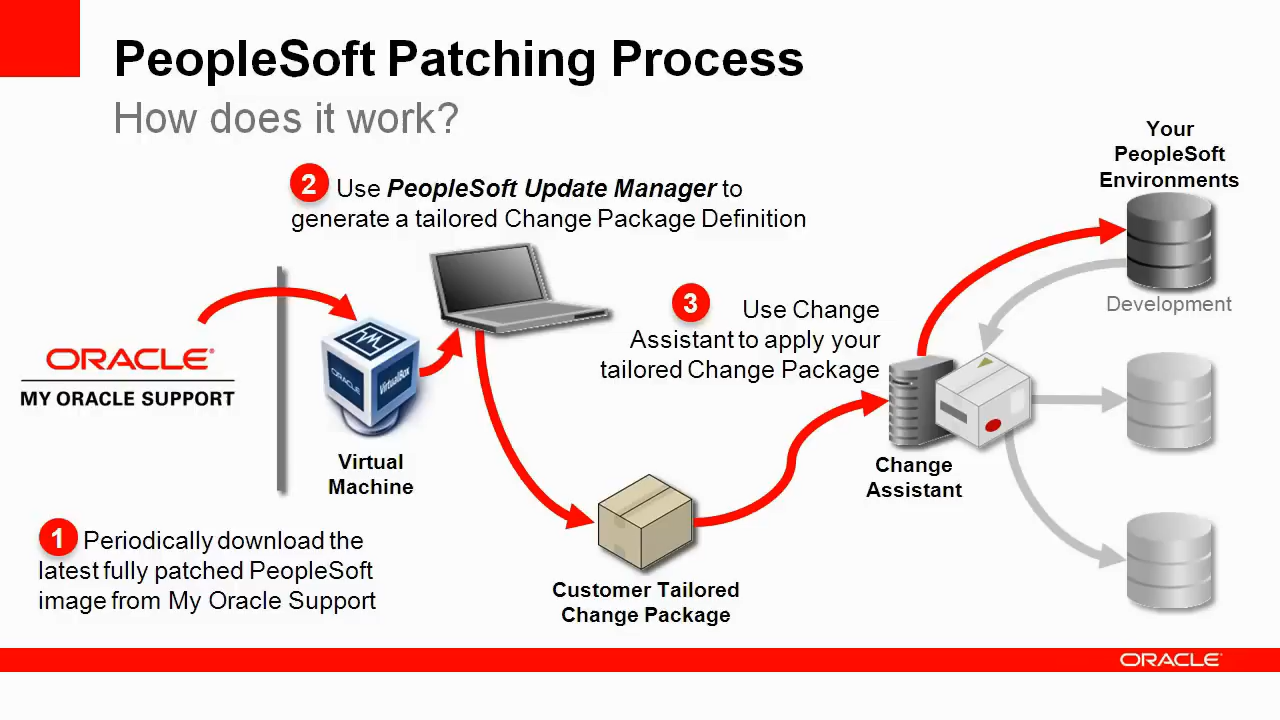 PeopleSoft Patching Process
How does it work?
Your
PeopleSoft
Environments
2 Use PeopleSoft Update Manager to
generate a tailored Change Package Definition
3 Use Change
Assistant to apply your
tailored Change Package
Development
ORACLE®
MY ORACLE SUPPORT
ORACLE
VirtualBox
Virtual
Machine
Change
Assistant
1 Periodically download the
latest fully patched PeopleSoft
image from My Oracle Support
Customer Tailored
Change Package
ORACLE®